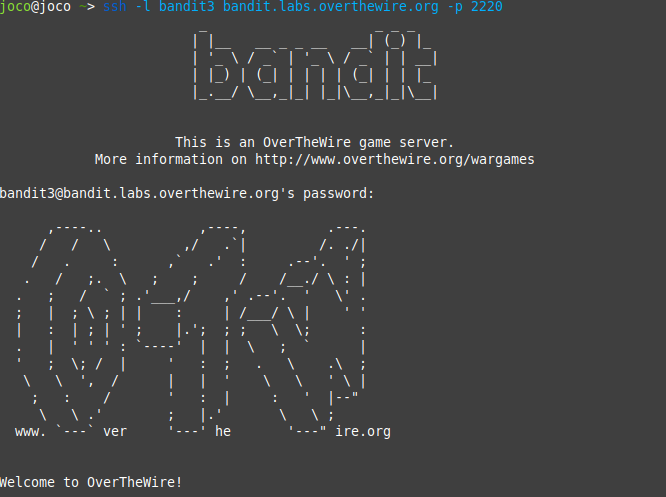 joco@joco ~> ssh -l bandit3 bandit.labs.overthewire.org -p 2220
bandit
This is an OverTheWire game server.
More information on http://www.overthewire.org/wargames
bandit3@bandit.labs.overthewire.org's password:
www. ver he ire.org
Welcome to OverTheWire!